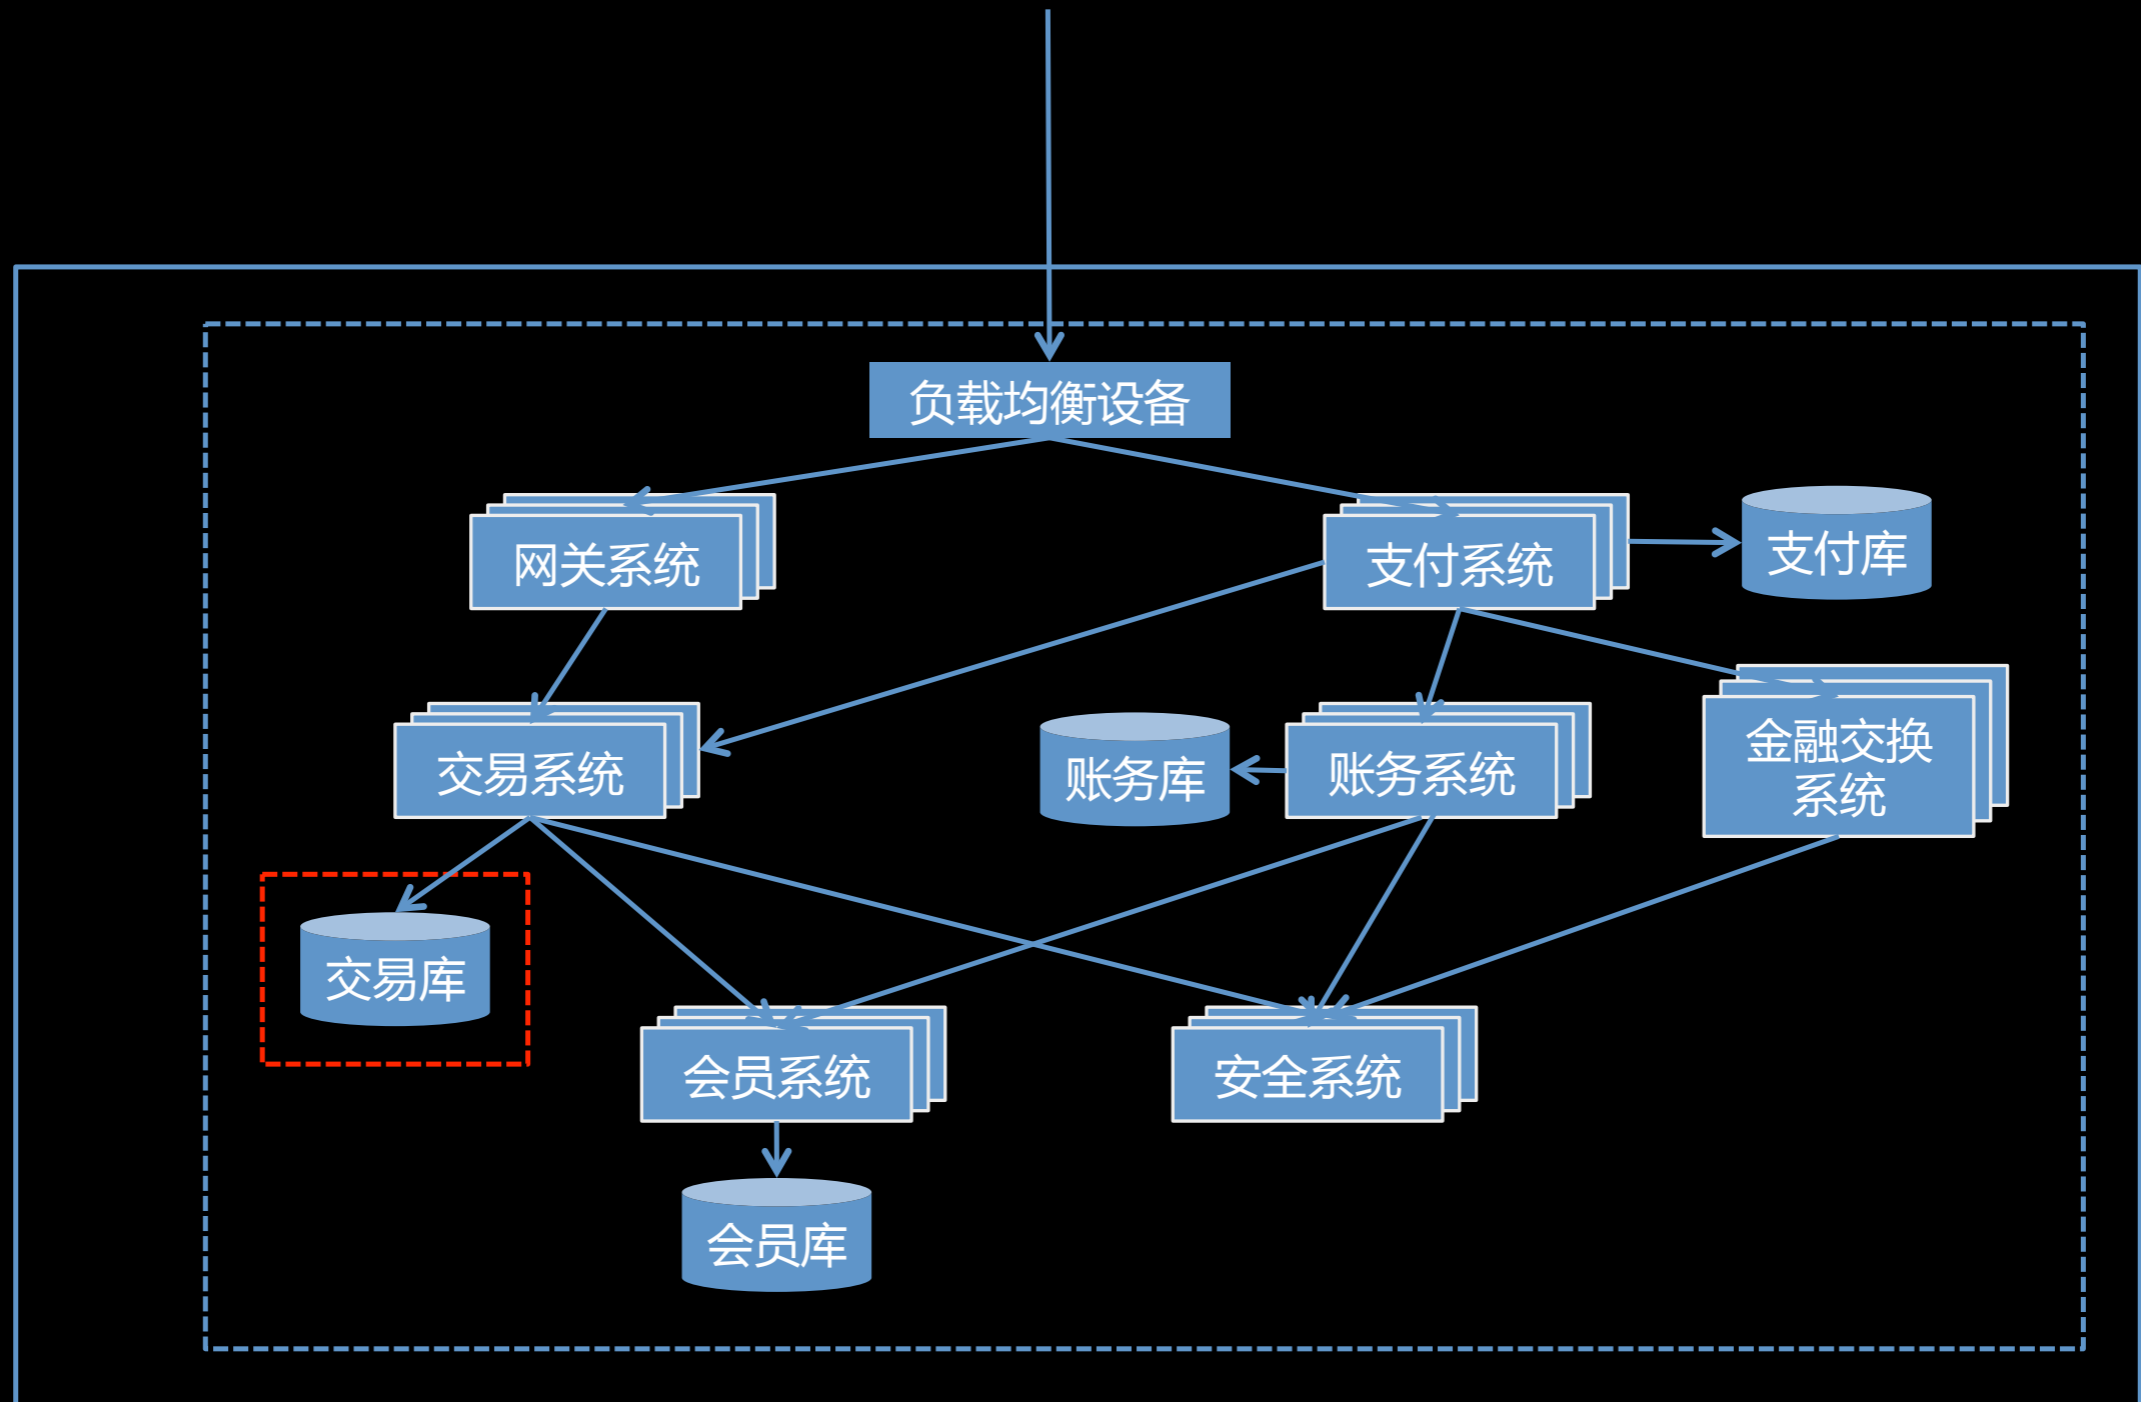 负载均衡设备
网关系统
支付系统
支付库
交易系统
账务库
账务系统
金融交换
系统
交易库
会员系统
安全系统
会员库